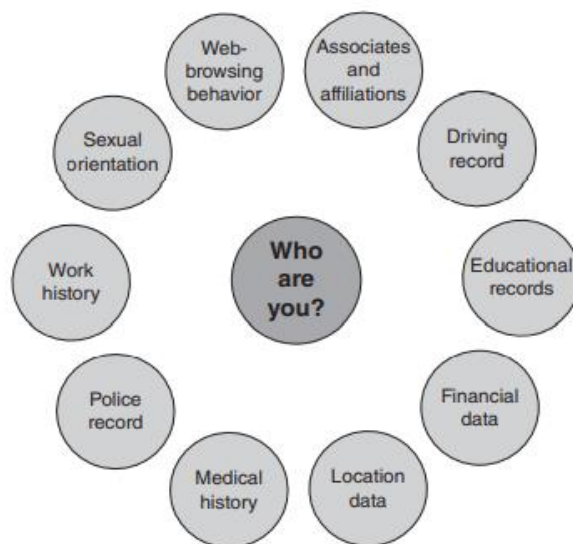 Web-
browsing
behavior
Associates
and
affiliations
Sexual
orientation
Driving
record
Who
are
you?
Work
history
Educational
records
Police
record
Financial
data
Medical
history
Location
data